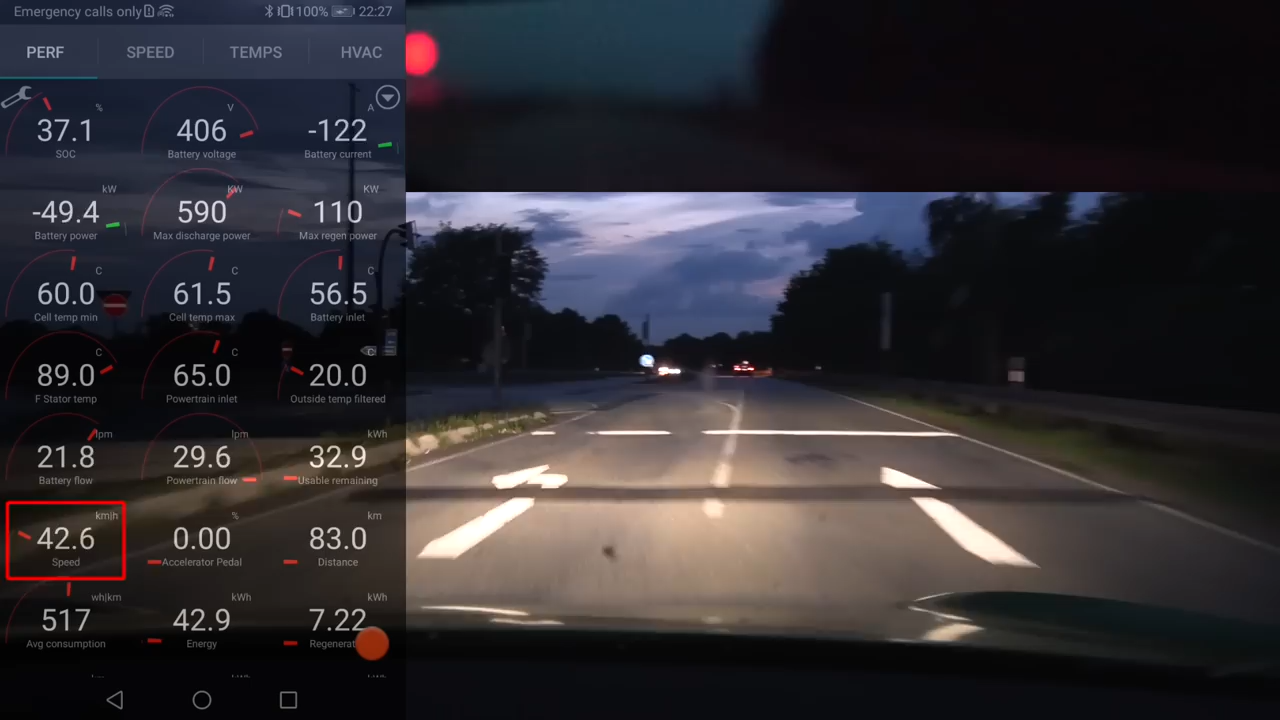 Emergency calls only 100% 22:27
PERF SPEED TEMPS HVAC
% V A
37.1 406 -122
SOC Battery voltage Battery current
kW KW KW
-49.4 590 110
Battery power Max discharge power Max regen power
C C C
60.0 61.5 56.5
Cell temp min Cell temp max Battery inlet
C C C
89.0 65.0 20.0
F Stator temp Powertrain inlet Outside temp filtered
lpm lpm kWh
21.8 29.6 32.9
Battery flow Powertrain flow Usable remaining
km|h % km
42.6 0.00 83.0
Speed Accelerator Pedal Distance
wh|km kWh kWh
517 42.9 7.22
Avg consumption Energy Regenerat